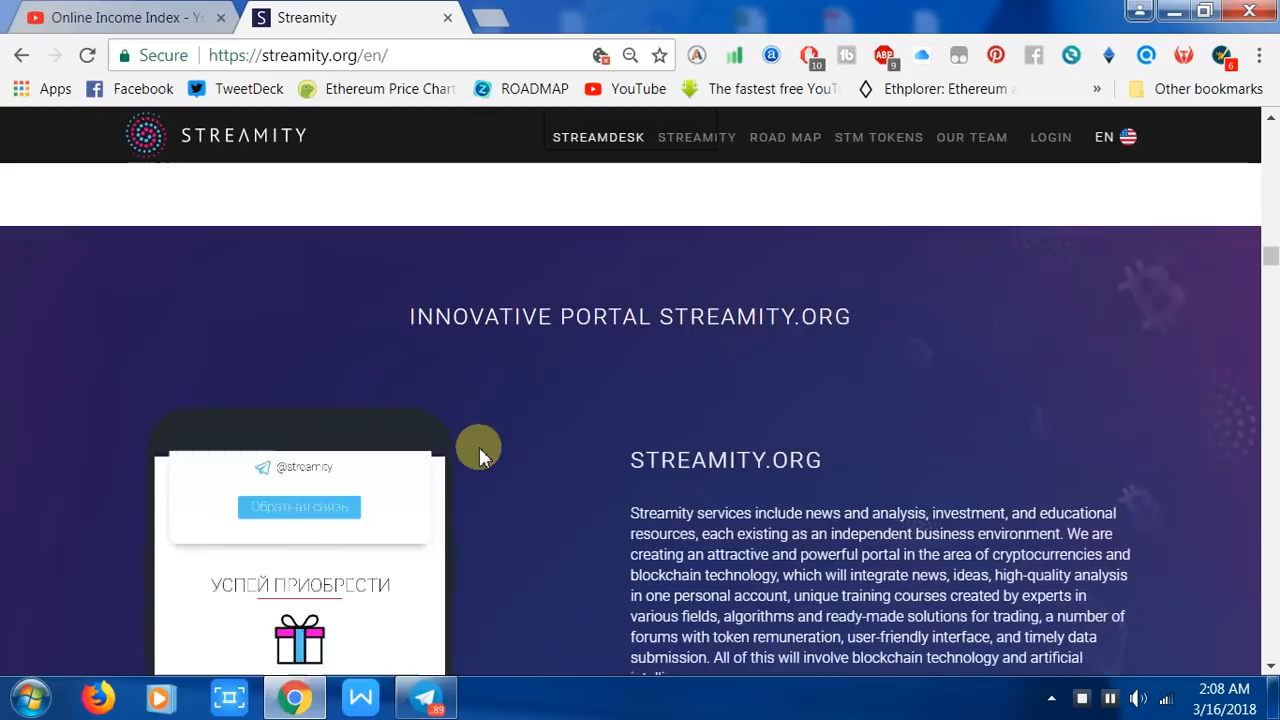 Online Income Index - Y
Streamity
Secure
https://streamity.org/en/
10
9
6
Apps
Facebook
TweetDeck
Ethereum Price Chart
ROADMAP
YouTube
The fastest free YouT
Ethplorer: Ethereum
»
Other bookmarks
STREAMITY
STREAMDESK
STREAMITY
ROAD MAP
STM TOKENS
OUR TEAM
LOGIN
EN
INNOVATIVE PORTAL STREAMITY.ORG
@streamity
Обратная связь
УСПЕЙ ПРИОБРЕСТИ
STREAMITY.ORG
Streamity services include news and analysis, investment, and educational
resources, each existing as an independent business environment. We are
creating an attractive and powerful portal in the area of cryptocurrencies and
blockchain technology, which will integrate news, ideas, high-quality analysis
in one personal account, unique training courses created by experts in
various fields, algorithms and ready-made solutions for trading, a number of
forums with token remuneration, user-friendly interface, and timely data
submission. All of this will involve blockchain technology and artificial
89
2:08 AM
3/16/2018